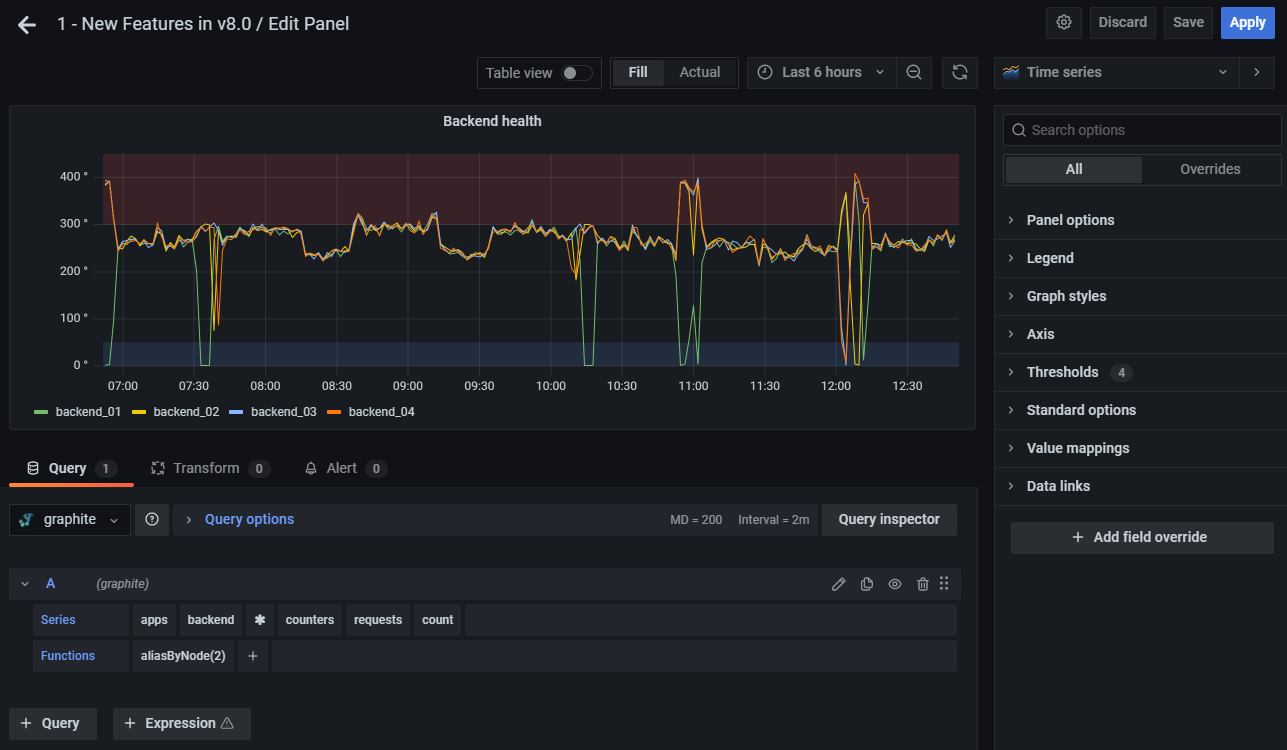 1 - New Features in v8.0 / Edit Panel
Discard
Save
Apply
Table view
Fill
Actual
Last 6 hours
Time series
Backend health
400 °
300 °
200 °
100 °
0 °
07:00 07:30 08:00 08:30 09:00 09:30 10:00 10:30 11:00 11:30 12:00 12:30
backend_01 backend_02 backend_03 backend_04
Search options
All
Overrides
Panel options
Legend
Graph styles
Axis
Thresholds 4
Standard options
Value mappings
Data links
+ Add field override
Query 1
Transform 0
Alert 0
graphite
Query options
MD = 200 Interval = 2m
Query inspector
A (graphite)
Series apps backend * counters requests count
Functions aliasByNode(2) +
+ Query
+ Expression